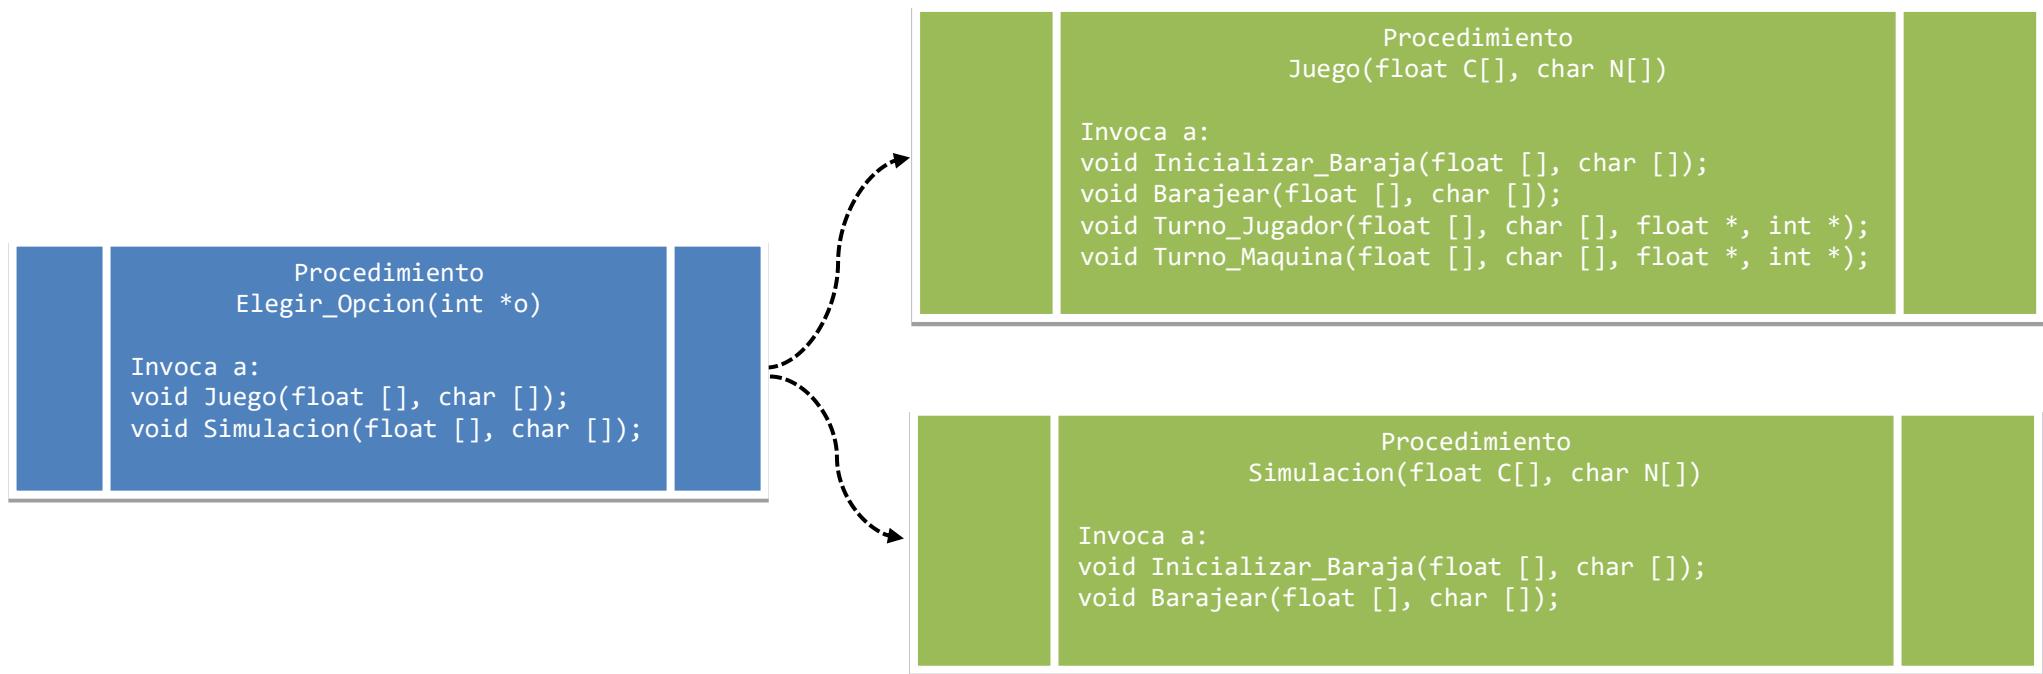 Procedimiento
Elegir_Opcion(int *o)
Invoca a:
void Juego(float [], char []);
void Simulacion(float [], char []);
Procedimiento
Juego(float C[], char N[])
Invoca a:
void Inicializar_Baraja(float [], char []);
void Barajear(float [], char []);
void Turno_Jugador(float [], char [], float *, int *);
void Turno_Maquina(float [], char [], float *, int *);
Procedimiento
Simulacion(float C[], char N[])
Invoca a:
void Inicializar_Baraja(float [], char []);
void Barajear(float [], char []);